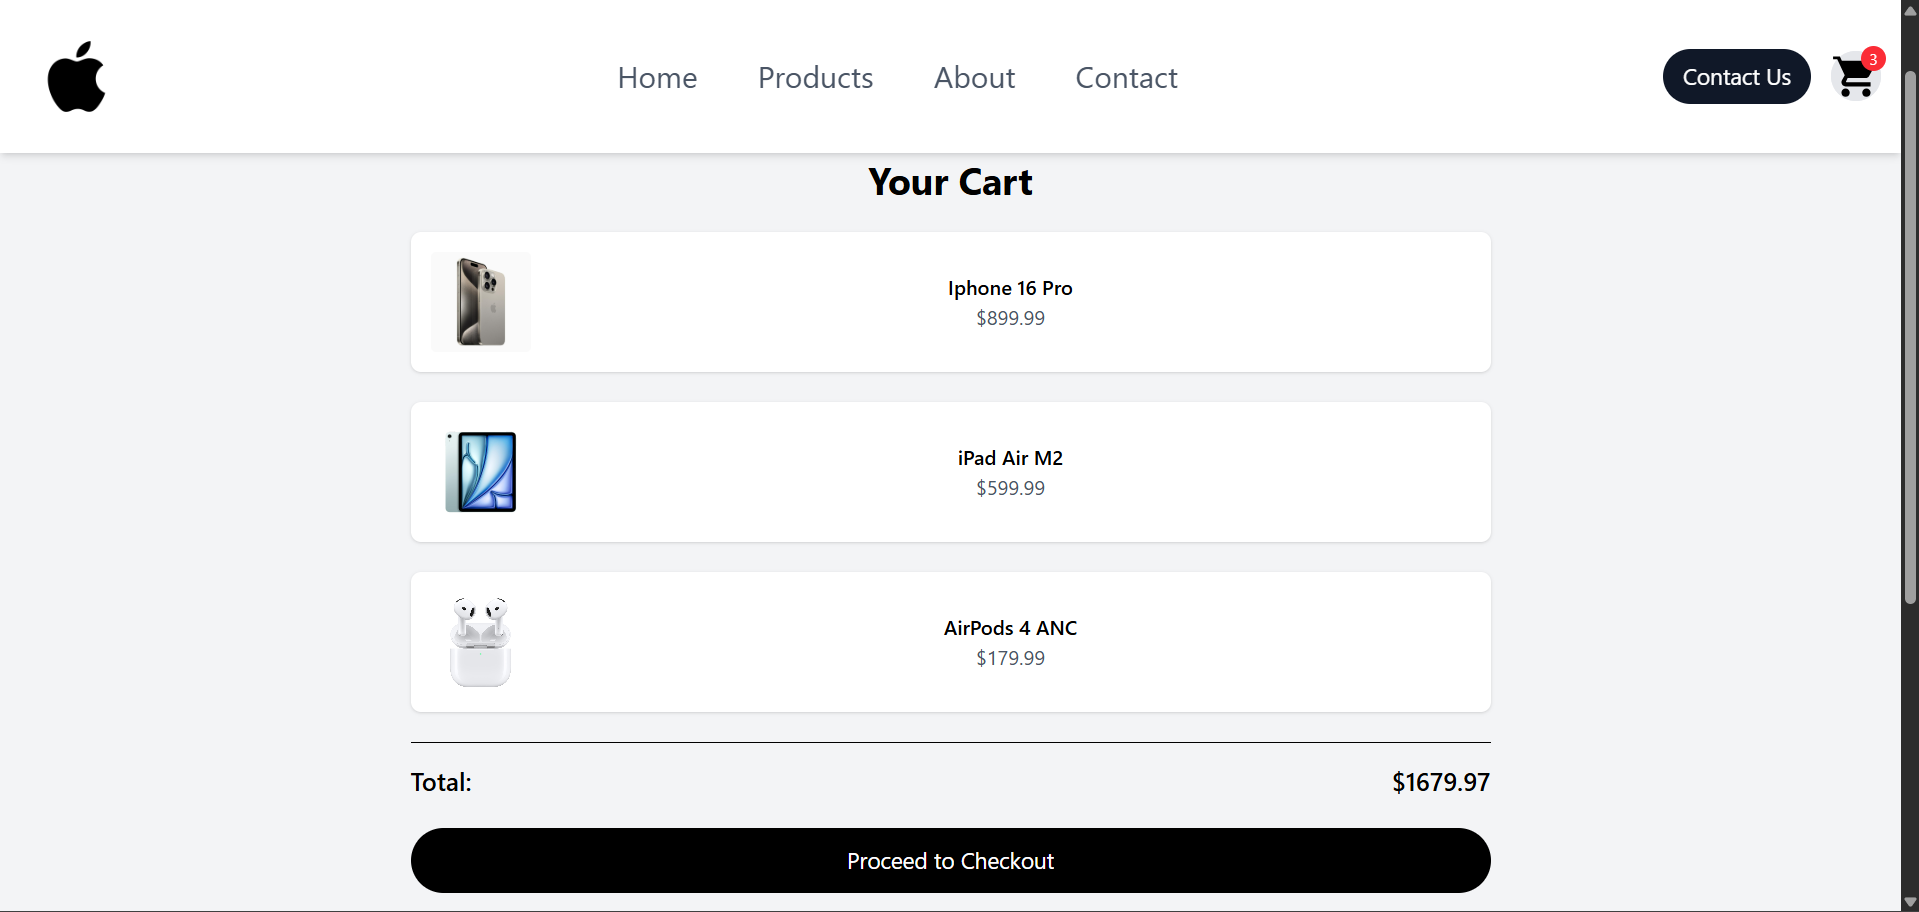 Home Products About Contact Contact Us 3
Your Cart
Iphone 16 Pro
$899.99
iPad Air M2
$599.99
AirPods 4 ANC
$179.99
Total: $1679.97
Proceed to Checkout